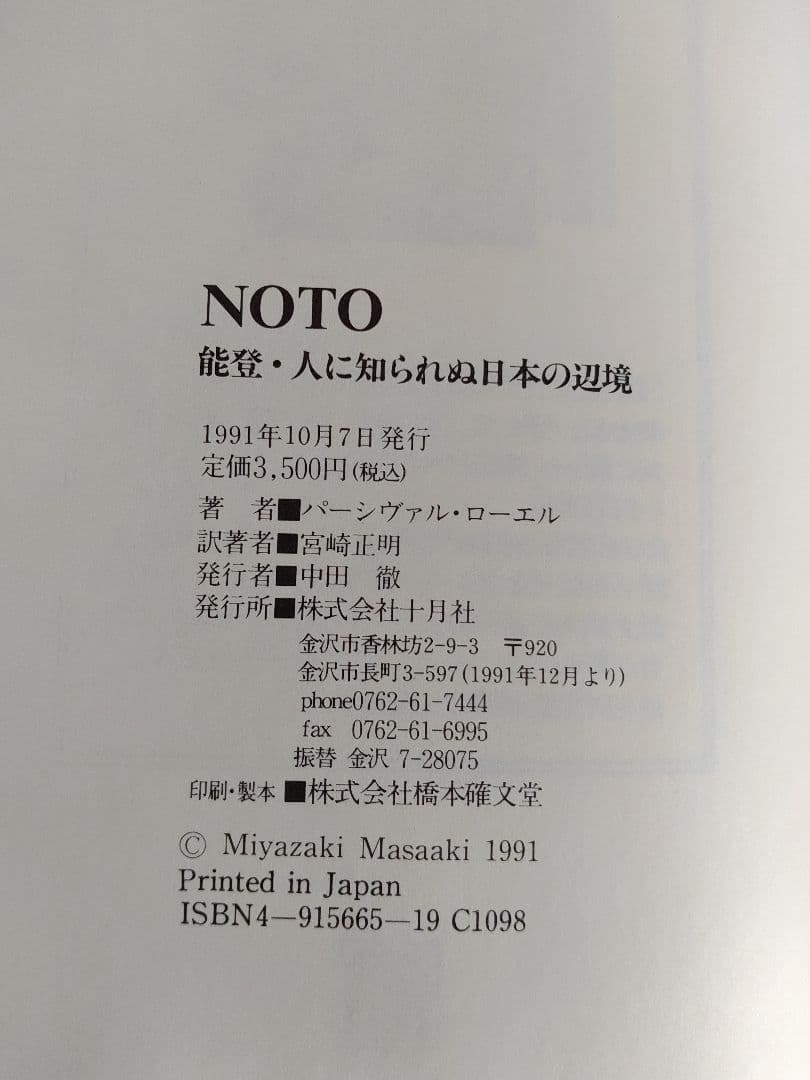 NOTO
能登・人に知られぬ日本の辺境
1991年10月7日発行
定価3,500円(税込)
著　者■パーシヴァル・ローエル
訳著者■宮崎正明
発行者■中田　徹
発行所■株式会社十月社
金沢市香林坊2-9-3　〒920
金沢市長町3-597(1991年12月より)
phone0762-61-7444
fax　0762-61-6995
振替 金沢 7-28075
印刷・製本 ■株式会社橋本確文堂
© Miyazaki Masaaki 1991
Printed in Japan
ISBN4—915665—19 C1098